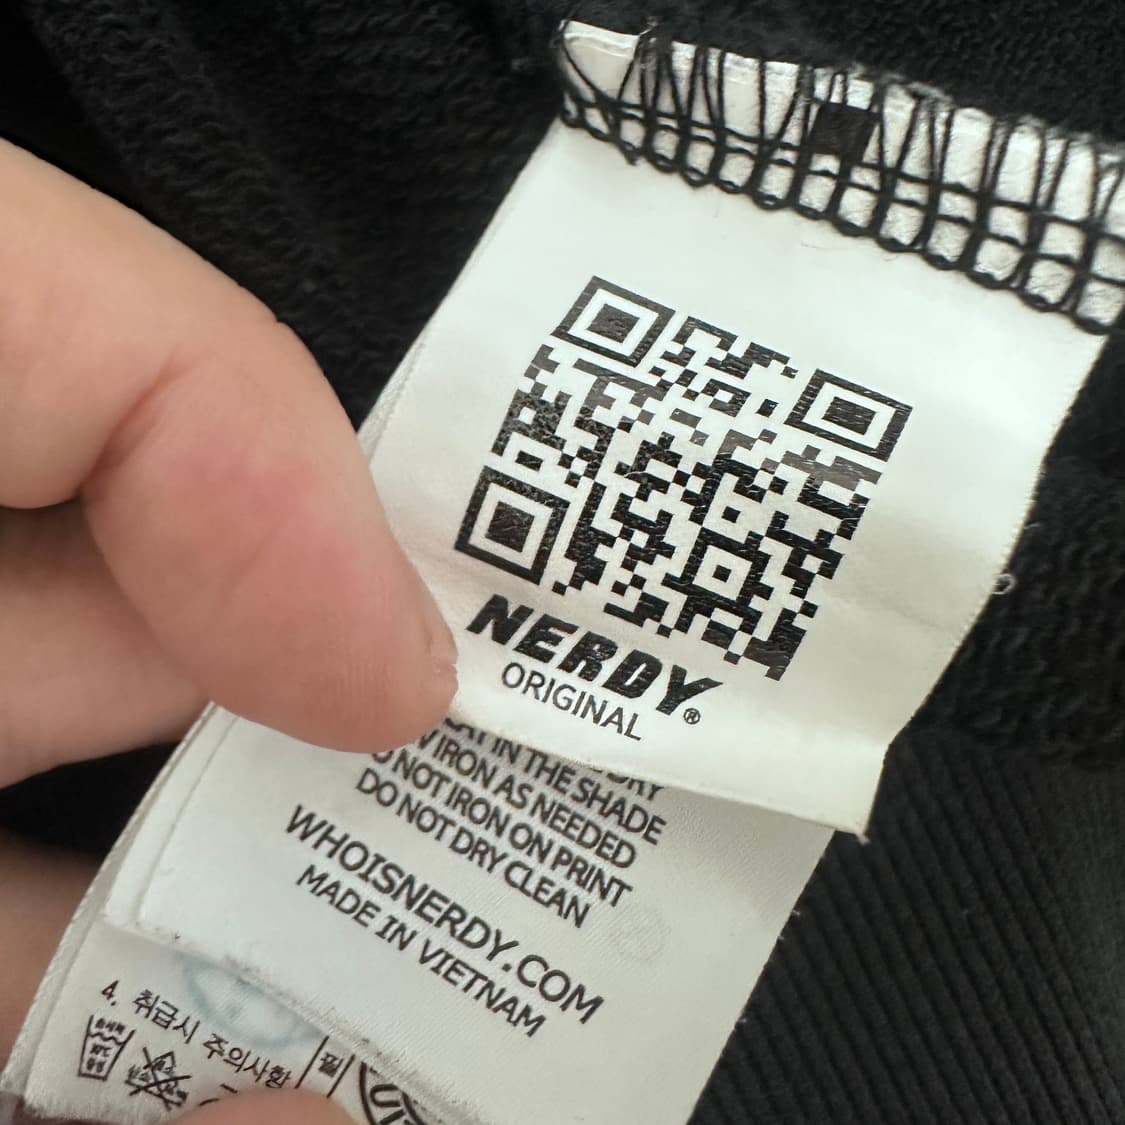 NERDY®
ORIGINAL
IN THE SHADE
IRON AS NEEDED
NOT IRON ON PRINT
DO NOT DRY CLEAN
WHOISNERDY.COM
MADE IN VIETNAM
4. 취급시 주의사항